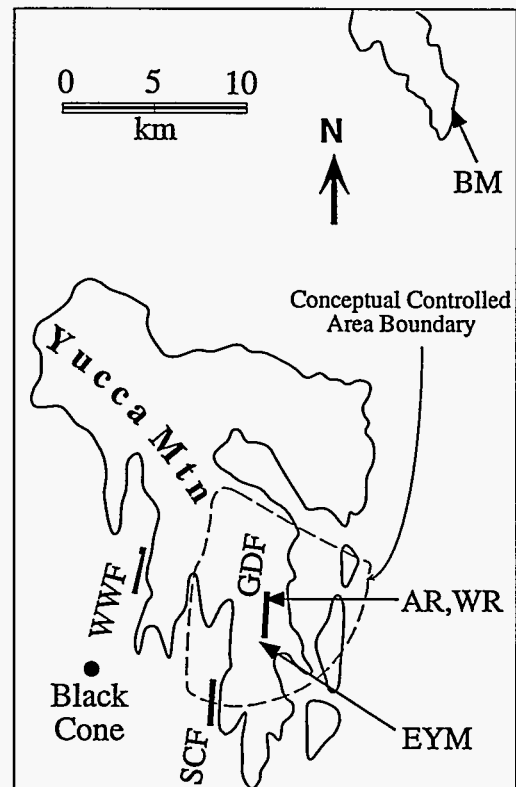 0 5 10
km
N
BM
Conceptual Controlled
Area Boundary
Yucca Mtn
GDF
WWF
AR,WR
Black
Cone
SCF
EYM